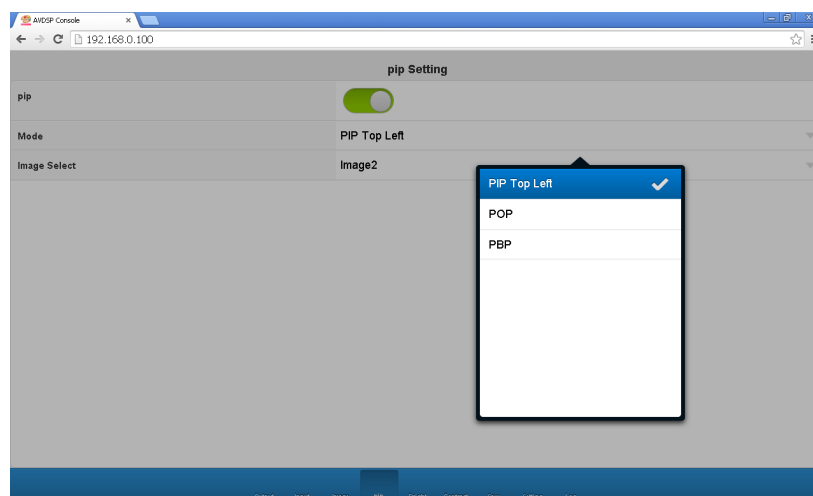 AVDSP Console
192.168.0.100
pip Setting
pip
Mode
PIP Top Left
Image Select
Image2
PIP Top Left
POP
PBP
pip